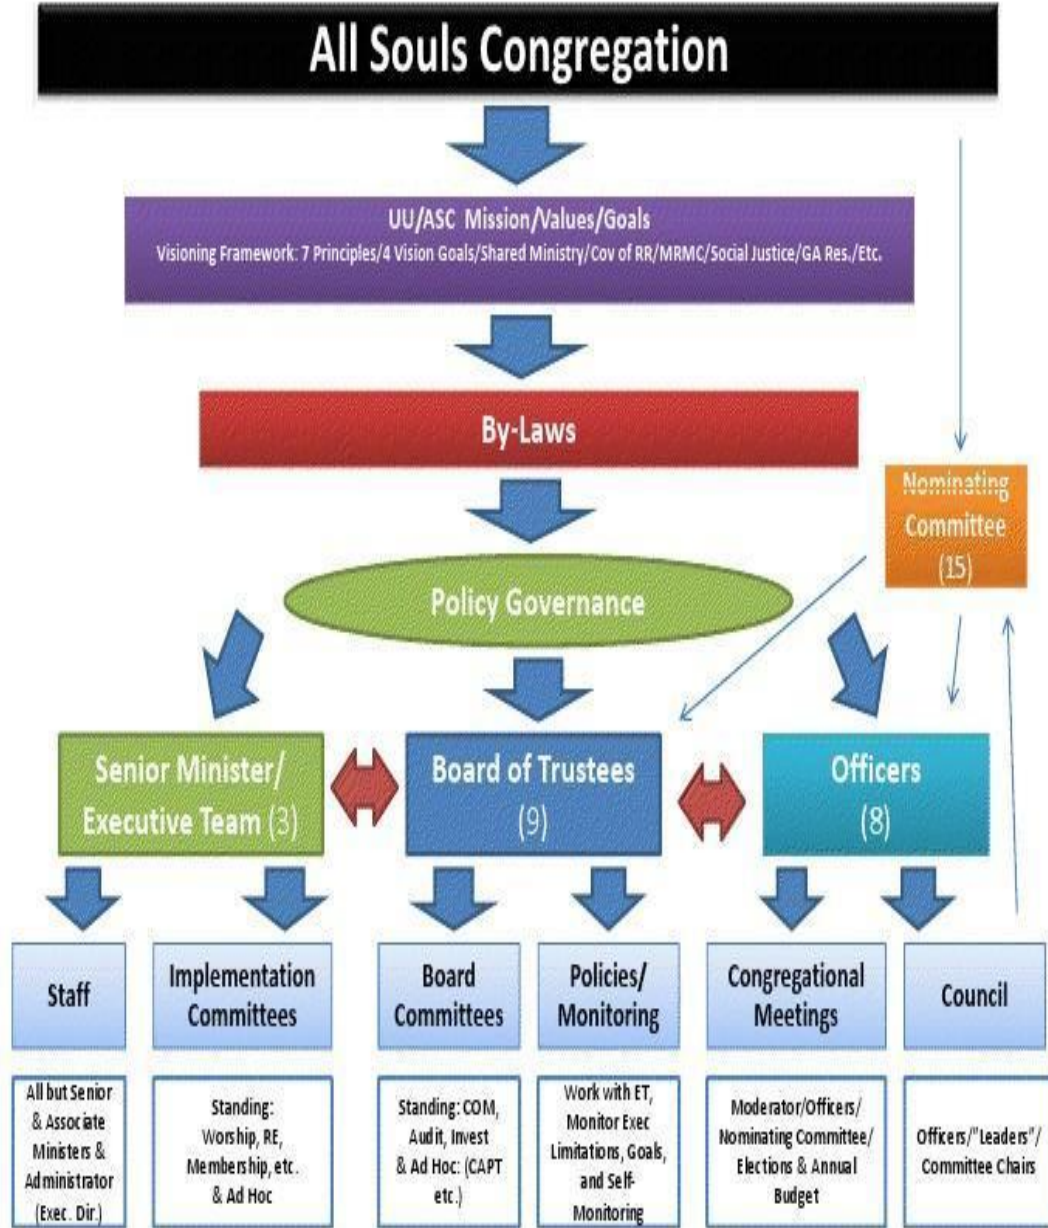 All Souls Congregation
UU/ASC Mission/Values/Goals
Visioning Framework: 7 Principles/4 Vision Goals/Shared Ministry/Cov of RR/MRMC/Social Justice/GA Res./Etc.
By-Laws
Nominating
Committee
(15)
Policy Governance
Senior Minister/
Executive Team (3)
Board of Trustees
(9)
Officers
(8)
Staff
Implementation
Committees
Board
Committees
Policies/
Monitoring
Congregational
Meetings
Council
All but Senior
& Associate
Ministers &
Administrator
(Exec. Dir.)
Standing:
Worship, RE,
Membership, etc.
& Ad Hoc
Standing: COM,
Audit, Invest
& Ad Hoc: (CAPT
etc.)
Work with ET,
Monitor Exec
Limitations, Goals,
and Self-
Monitoring
Moderator/Officers/
Nominating Committee/
Elections & Annual
Budget
Officers/"Leaders"/
Committee Chairs